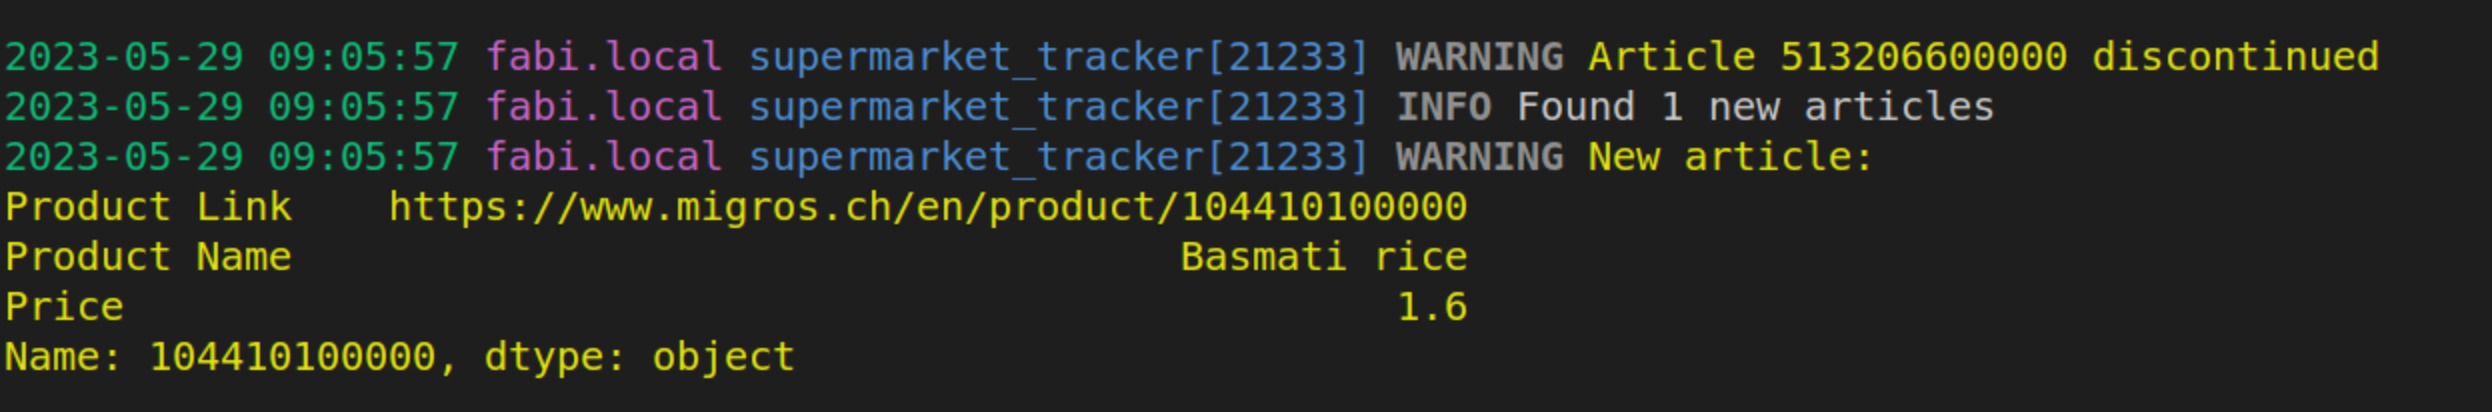 2023-05-29 09:05:57 fabi.local supermarket_tracker[21233] WARNING Article 513206600000 discontinued
2023-05-29 09:05:57 fabi.local supermarket_tracker[21233] INFO Found 1 new articles
2023-05-29 09:05:57 fabi.local supermarket_tracker[21233] WARNING New article:
Product Link    https://www.migros.ch/en/product/104410100000
Product Name                                     Basmati rice
Price                                                     1.6
Name: 104410100000, dtype: object